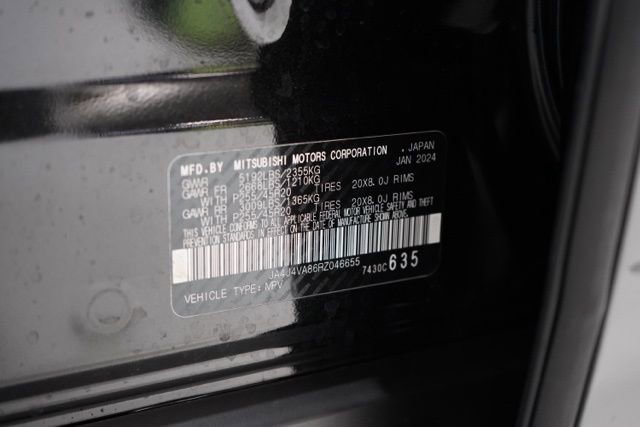 MFD.BY MITSUBISHI MOTORS CORPORATION, JAPAN
GVWR 5192LBS/2355KG JAN 2024
GAWR FR 2668LBS/1210KG
WITH P255/45R20 TIRES 20X8.0J RIMS
GAWR RR 3009LBS/1365KG
WITH P255/45R20 TIRES 20X8.0J RIMS
THIS VEHICLE CONFORMS TO ALL APPLICABLE FEDERAL MOTOR VEHICLE SAFETY AND THEFT
PREVENTION STANDARDS IN EFFECT ON THE DATE OF MANUFACTURE SHOWN ABOVE.
JA4J4VA86RZ046655 7430C 635
VEHICLE TYPE: MPV